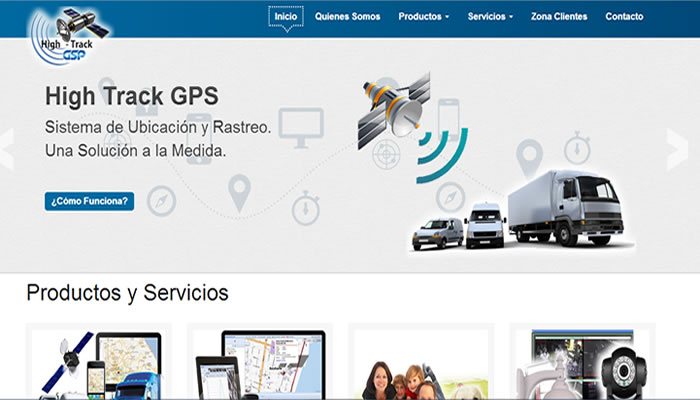 High - Track
GSP
Inicio Quienes Somos Productos Servicios Zona Clientes Contacto
High Track GPS
Sistema de Ubicación y Rastreo.
Una Solución a la Medida.
¿Cómo Funciona?
Productos y Servicios